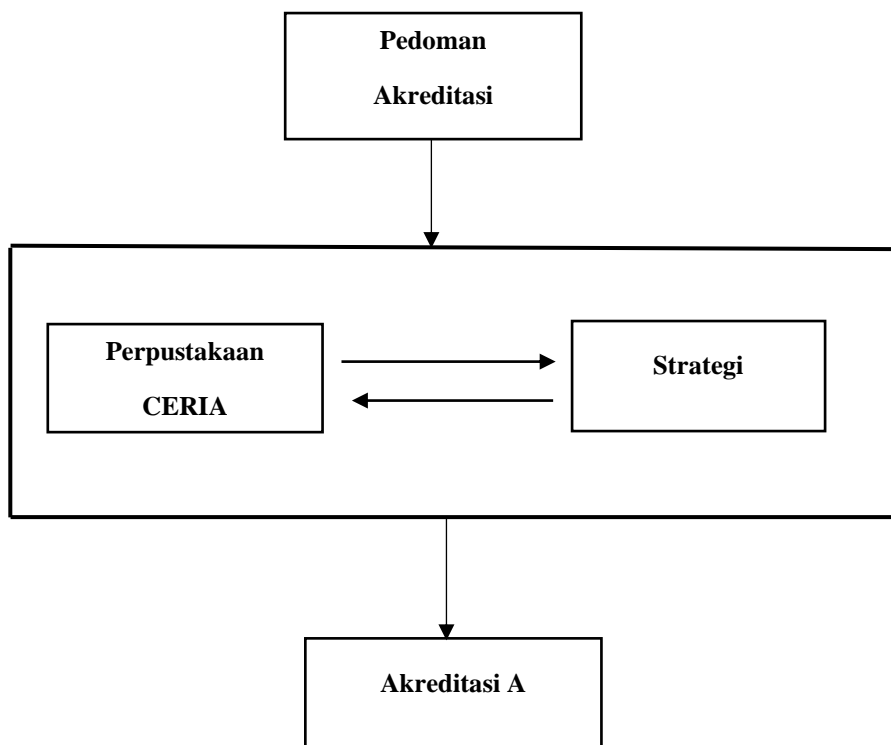 Pedoman
Akreditasi
Perpustakaan
CERIA
Strategi
Akreditasi A